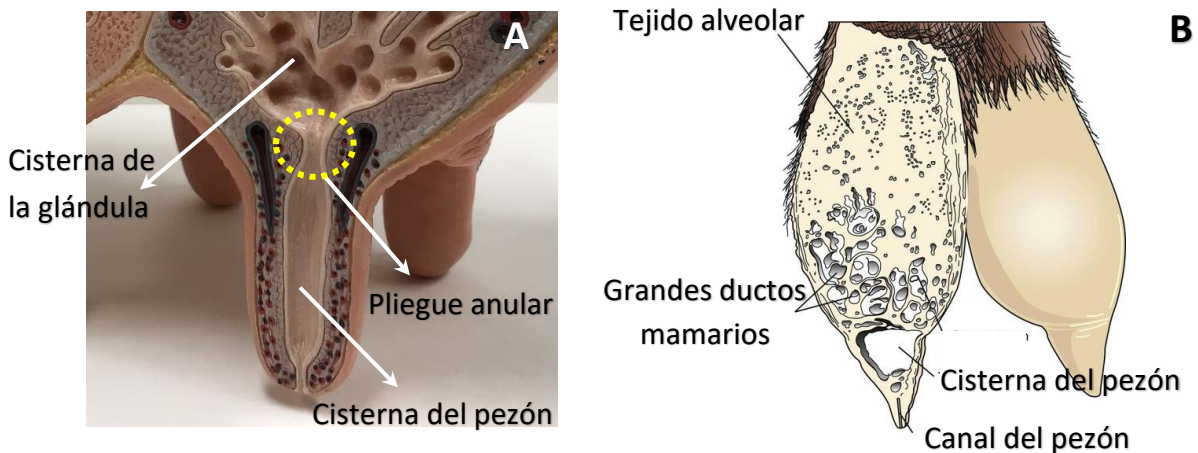 A
Cisterna de
la glándula
Pliegue anular
Cisterna del pezón
Tejido alveolar
B
Grandes ductos
mamarios
Cisterna del pezón
Canal del pezón